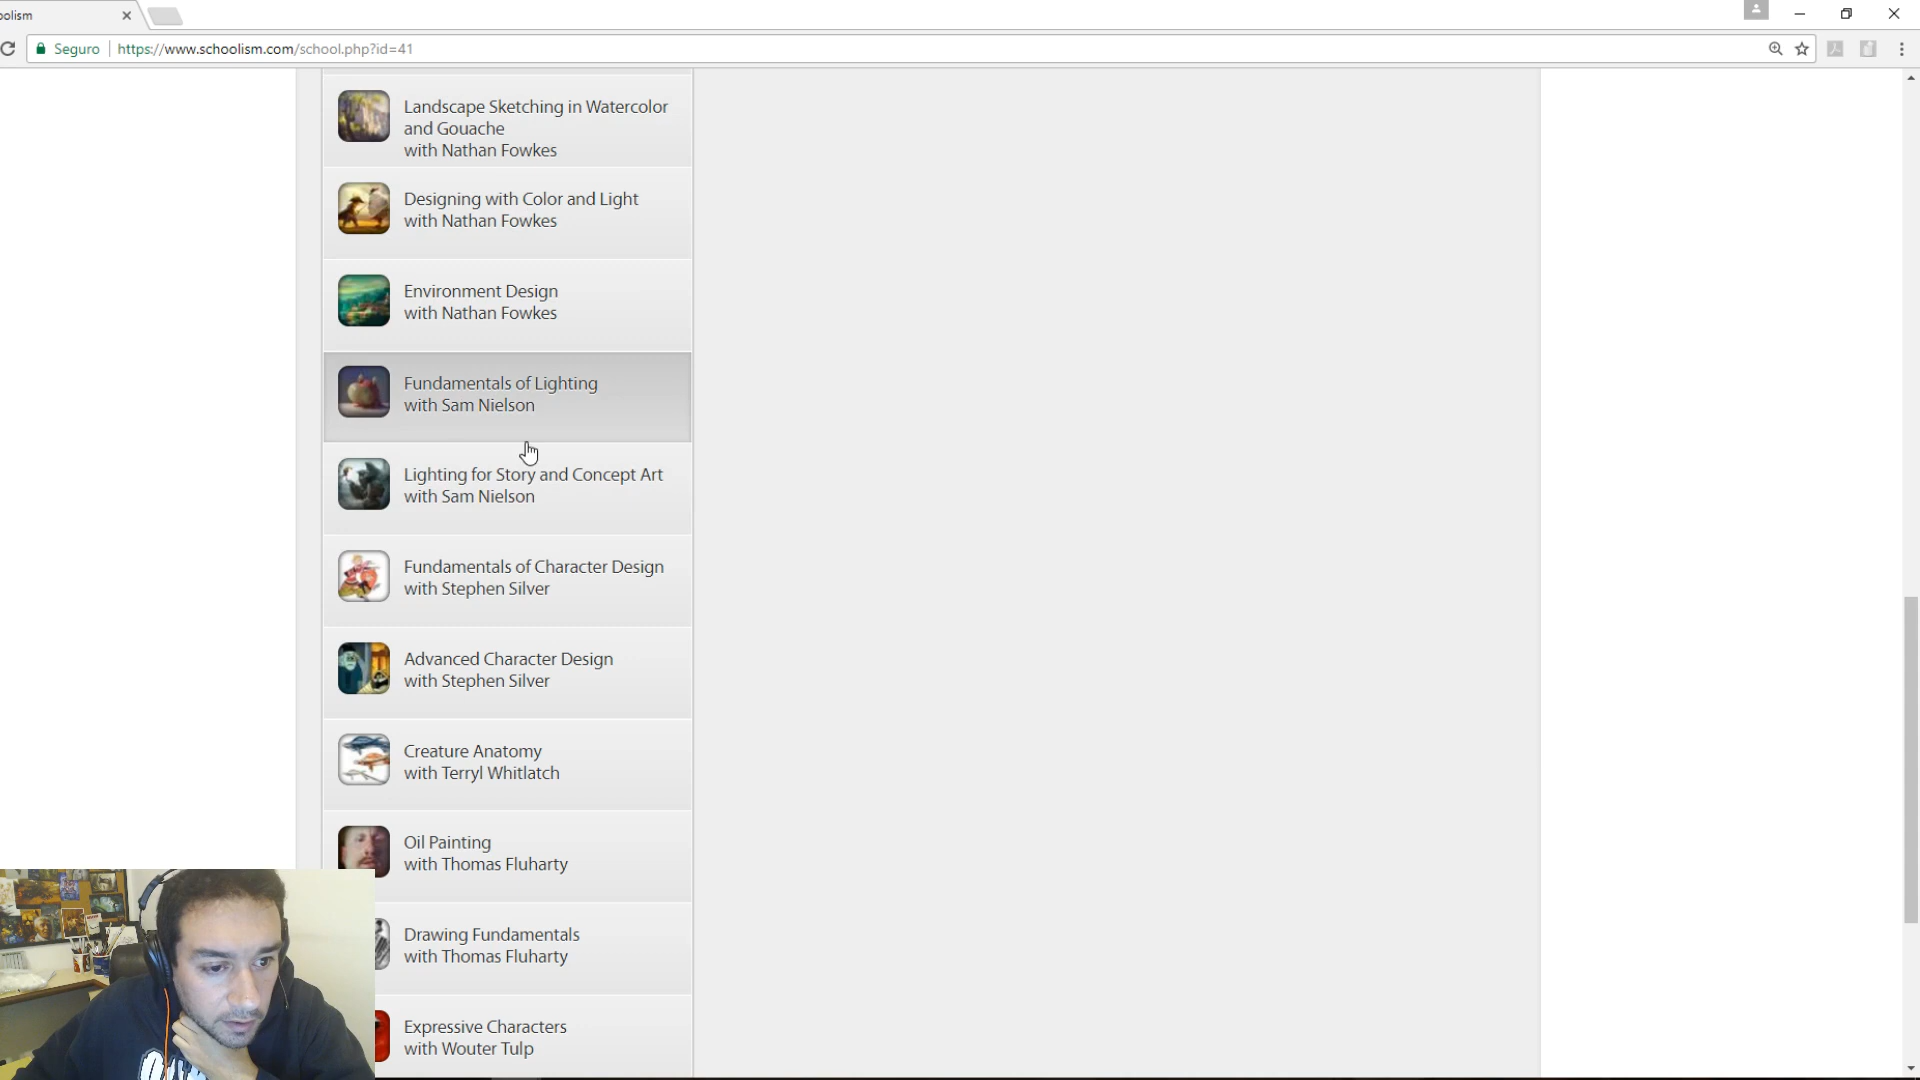 oolism
Seguro
https://www.schoolism.com/school.php?id=41
Landscape Sketching in Watercolor
and Gouache
with Nathan Fowkes
Designing with Color and Light
with Nathan Fowkes
Environment Design
with Nathan Fowkes
Fundamentals of Lighting
with Sam Nielson
Lighting for Story and Concept Art
with Sam Nielson
Fundamentals of Character Design
with Stephen Silver
Advanced Character Design
with Stephen Silver
Creature Anatomy
with Terryl Whitlatch
Oil Painting
with Thomas Fluharty
Drawing Fundamentals
with Thomas Fluharty
Expressive Characters
with Wouter Tulp